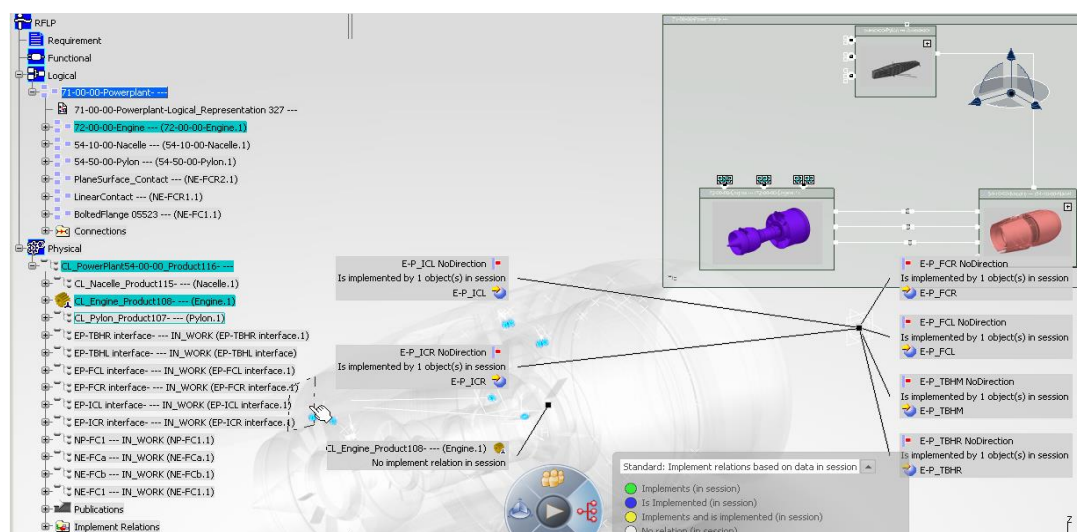 RFLP
Requirement
Functional
Logical
71-00-00-Powerplant- ---
71-00-00-Powerplant-Logical_Representation 327 ---
72-00-00-Engine --- (72-00-00-Engine.1)
54-10-00-Nacelle --- (54-10-00-Nacelle.1)
54-50-00-Pylon --- (54-50-00-Pylon.1)
PlaneSurface_Contact --- (NE-FCR2.1)
LinearContact --- (NE-FCR1.1)
BoltedFlange 05523 --- (NE-FC1.1)
Connections
Physical
CL_PowerPlant54-00-00_Product116- ---
CL_Nacelle_Product115- --- (Nacelle.1)
CL_Engine_Product108- --- (Engine.1)
CL_Pylon_Product107- --- (Pylon.1)
EP-TBHR interface- --- IN_WORK (EP-TBHR interface.1)
EP-TBHL interface- --- IN_WORK (EP-TBHL interface)
EP-FCL interface- --- IN_WORK (EP-FCL interface.1)
EP-FCR interface- --- IN_WORK (EP-FCR interface.1)
EP-ICL interface- --- IN_WORK (EP-ICL interface.1)
EP-ICR interface- --- IN_WORK (EP-ICR interface.1)
NP-FC1 --- IN_WORK (NP-FC1.1)
NE-FCa --- IN_WORK (NE-FCa.1)
NE-FCb --- IN_WORK (NE-FCb.1)
NE-FC1 --- IN_WORK (NE-FC1.1)
Publications
Implement Relations
E-P_ICL NoDirection
Is implemented by 1 object(s) in session
E-P_ICL
E-P_ICR NoDirection
Is implemented by 1 object(s) in session
E-P_ICR
CL_Engine_Product108- --- (Engine.1)
No implement relation in session
E-P_FCR NoDirection
Is implemented by 1 object(s) in session
E-P_FCR
E-P_FCL NoDirection
Is implemented by 1 object(s) in session
E-P_FCL
E-P_TBHM NoDirection
Is implemented by 1 object(s) in session
E-P_TBHM
E-P_TBHR NoDirection
Is implemented by 1 object(s) in session
E-P_TBHR
Standard: Implement relations based on data in session
Implements (in session)
Is Implemented (in session)
Implements and is implemented (in session)
No relation (in session)
Z